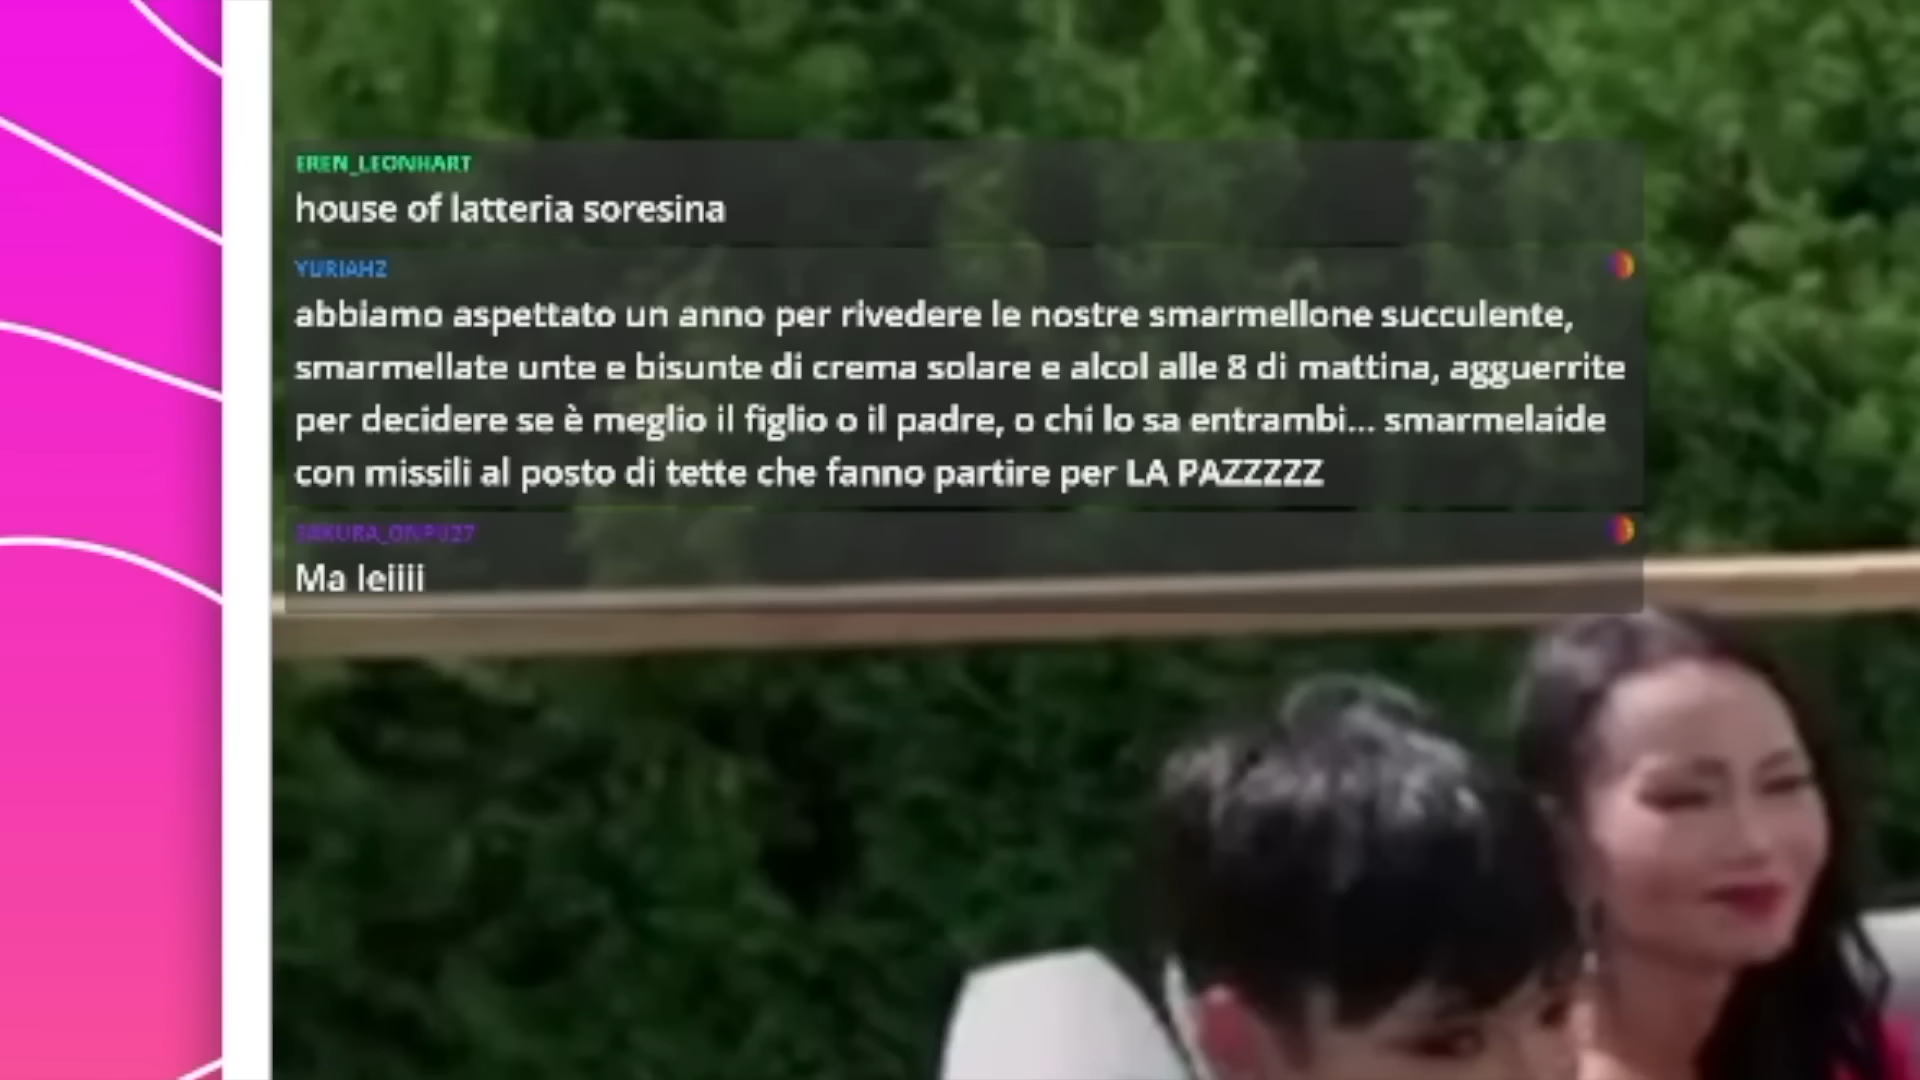 EREN_LEONHART
house of latteria soresina
YURIAHZ
abbiamo aspettato un anno per rivedere le nostre smarmellone succulente,
smarmellate unte e bisunte di crema solare e alcol alle 8 di mattina, agguerrite
per decidere se è meglio il figlio o il padre, o chi lo sa entrambi... smarmelaide
con missili al posto di tette che fanno partire per LA PAZZZZZ
SAKURA_ONPU27
Ma leiiii